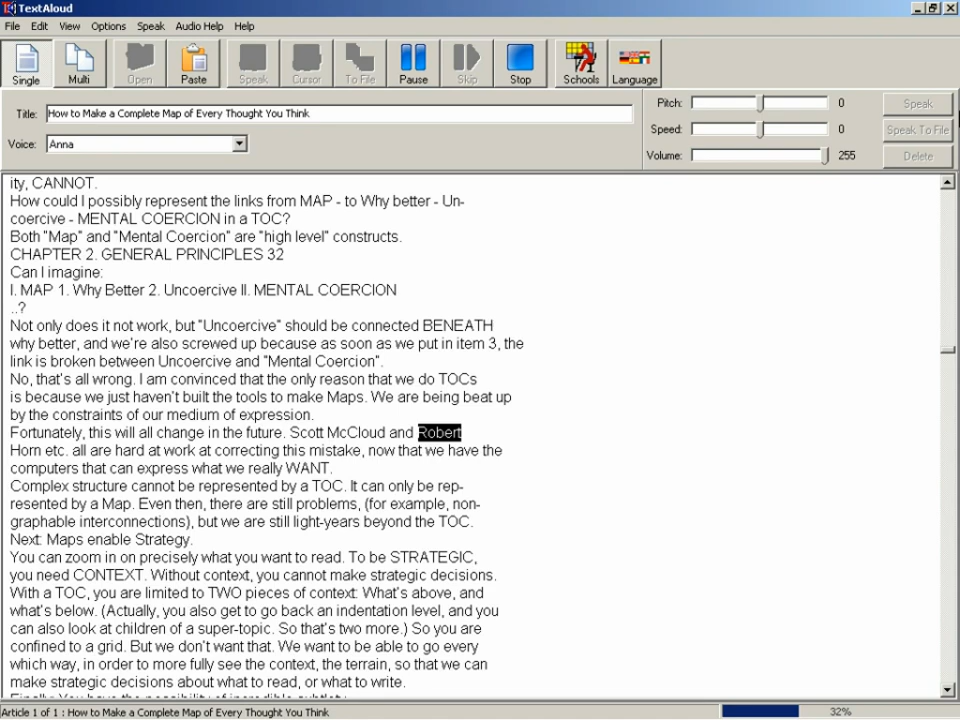 TextAloud
File Edit View Options Speak Audio Help Help
Single Multi Open Paste Speak Cursor To File Pause Skip Stop Schools Language
Title: How to Make a Complete Map of Every Thought You Think
Voice: Anna
Pitch: 0 Speak
Speed: 0 Speak To File
Volume: 255 Delete
ity, CANNOT.
How could I possibly represent the links from MAP - to Why better - Un-
coercive - MENTAL COERCION in a TOC?
Both "Map" and "Mental Coercion" are "high level" constructs.
CHAPTER 2. GENERAL PRINCIPLES 32
Can I imagine:
I. MAP 1. Why Better 2. Uncoercive II. MENTAL COERCION
..?
Not only does it not work, but "Uncoercive" should be connected BENEATH
why better, and we're also screwed up because as soon as we put in item 3, the
link is broken between Uncoercive and "Mental Coercion".
No, that's all wrong. I am convinced that the only reason that we do TOCs
is because we just haven't built the tools to make Maps. We are being beat up
by the constraints of our medium of expression.
Fortunately, this will all change in the future. Scott McCloud and Robert
Horn etc. all are hard at work at correcting this mistake, now that we have the
computers that can express what we really WANT.
Complex structure cannot be represented by a TOC. It can only be rep-
resented by a Map. Even then, there are still problems, (for example, non-
graphable interconnections), but we are still light-years beyond the TOC.
Next: Maps enable Strategy.
You can zoom in on precisely what you want to read. To be STRATEGIC,
you need CONTEXT. Without context, you cannot make strategic decisions.
With a TOC, you are limited to TWO pieces of context: What's above, and
what's below. (Actually, you also get to go back an indentation level, and you
can also look at children of a super-topic. So that's two more.) So you are
confined to a grid. But we don't want that. We want to be able to go every
which way, in order to more fully see the context, the terrain, so that we can
make strategic decisions about what to read, or what to write.
Finally: You have the possibility of incredible subtlety.
Article 1 of 1 : How to Make a Complete Map of Every Thought You Think 32%